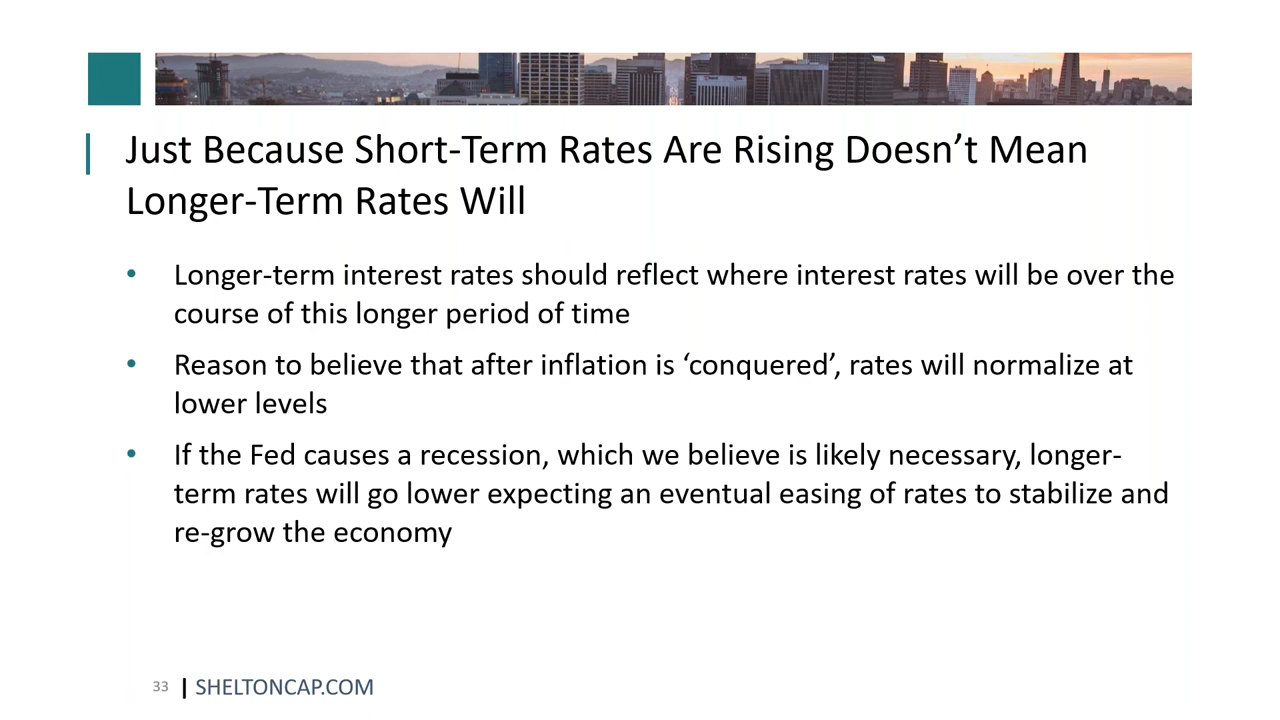 Just Because Short-Term Rates Are Rising Doesn’t Mean
Longer-Term Rates Will
• Longer-term interest rates should reflect where interest rates will be over the
course of this longer period of time
• Reason to believe that after inflation is ‘conquered’, rates will normalize at
lower levels
• If the Fed causes a recession, which we believe is likely necessary, longer-
term rates will go lower expecting an eventual easing of rates to stabilize and
re-grow the economy
33 | SHELTONCAP.COM